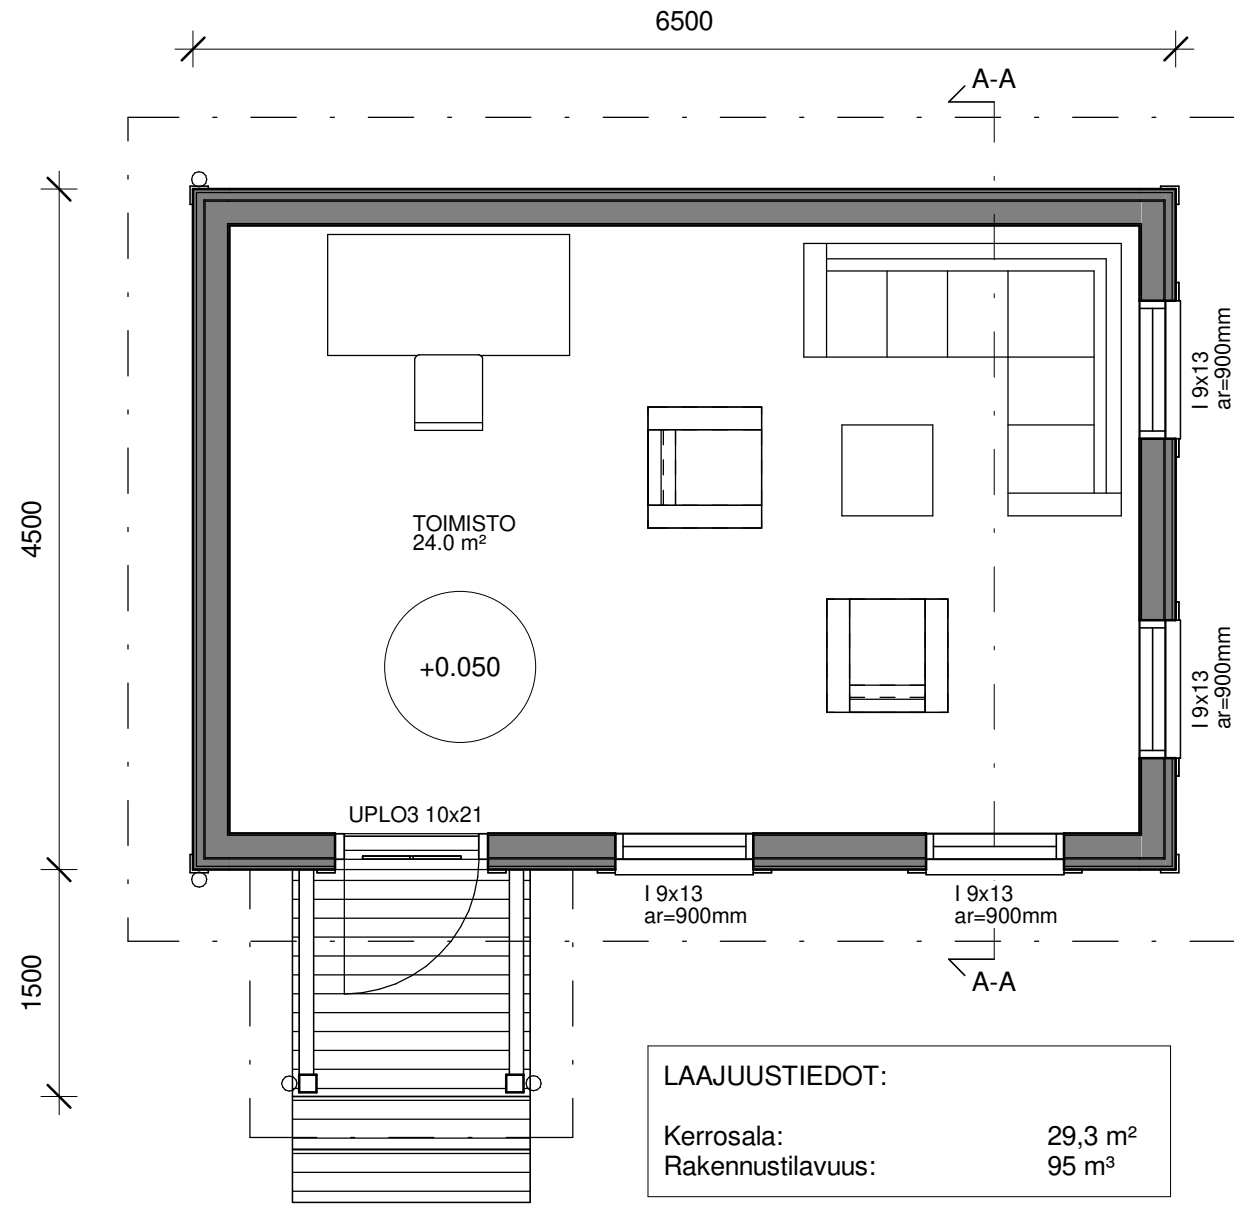 6500
A-A
I 9x13
ar=900mm
4500
TOIMISTO
24.0 m²
+0.050
I 9x13
ar=900mm
UPLO3 10x21
I 9x13
ar=900mm
I 9x13
ar=900mm
1500
A-A
LAAJUUSTIEDOT:
Kerrosala: 29,3 m²
Rakennustilavuus: 95 m³